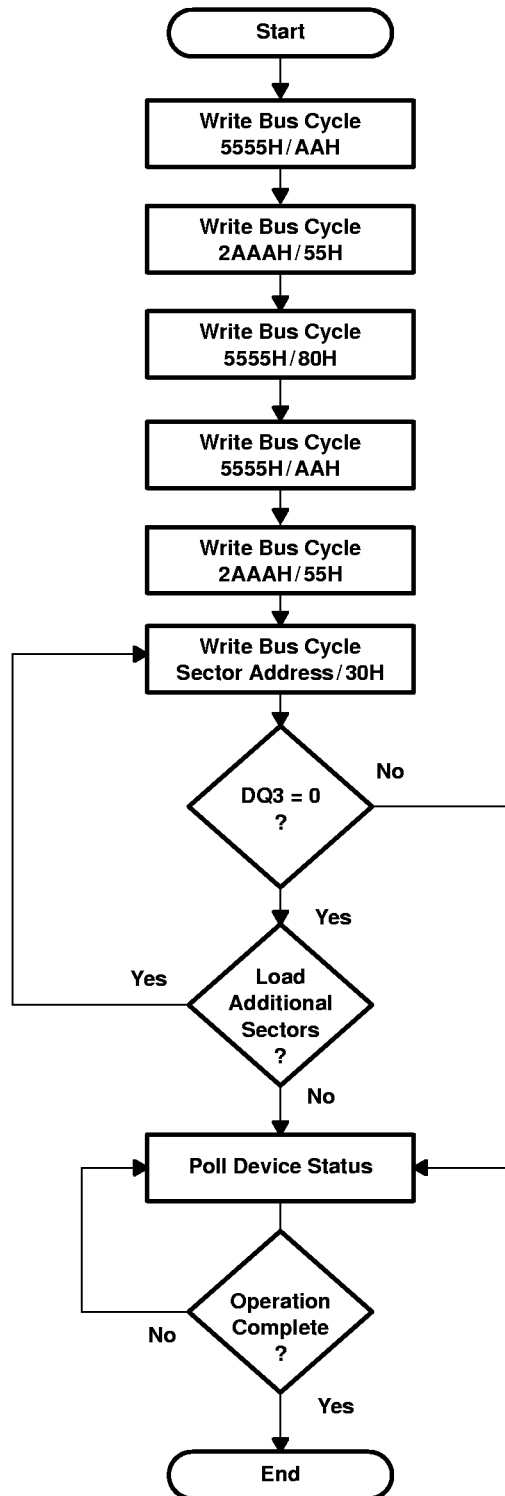 Start
Write Bus Cycle
5555H/AAH
Write Bus Cycle
2AAAH/55H
Write Bus Cycle
5555H/80H
Write Bus Cycle
5555H/AAH
Write Bus Cycle
2AAAH/55H
Write Bus Cycle
Sector Address/30H
No
DQ3 = 0
?
Yes
Yes
Load
Additional
Sectors
?
No
Poll Device Status
Operation
Complete
?
No
Yes
End